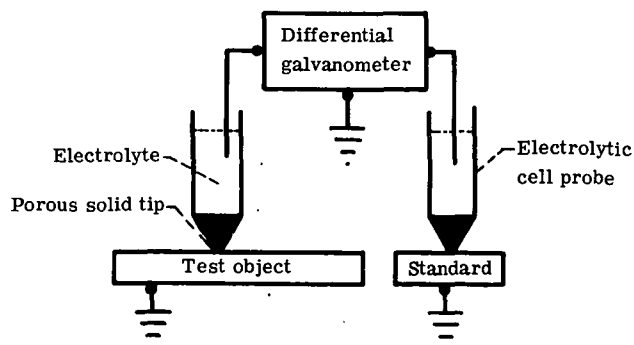 Differential
galvanometer
Electrolyte
Electrolytic
cell probe
Porous solid tip
Test object
Standard